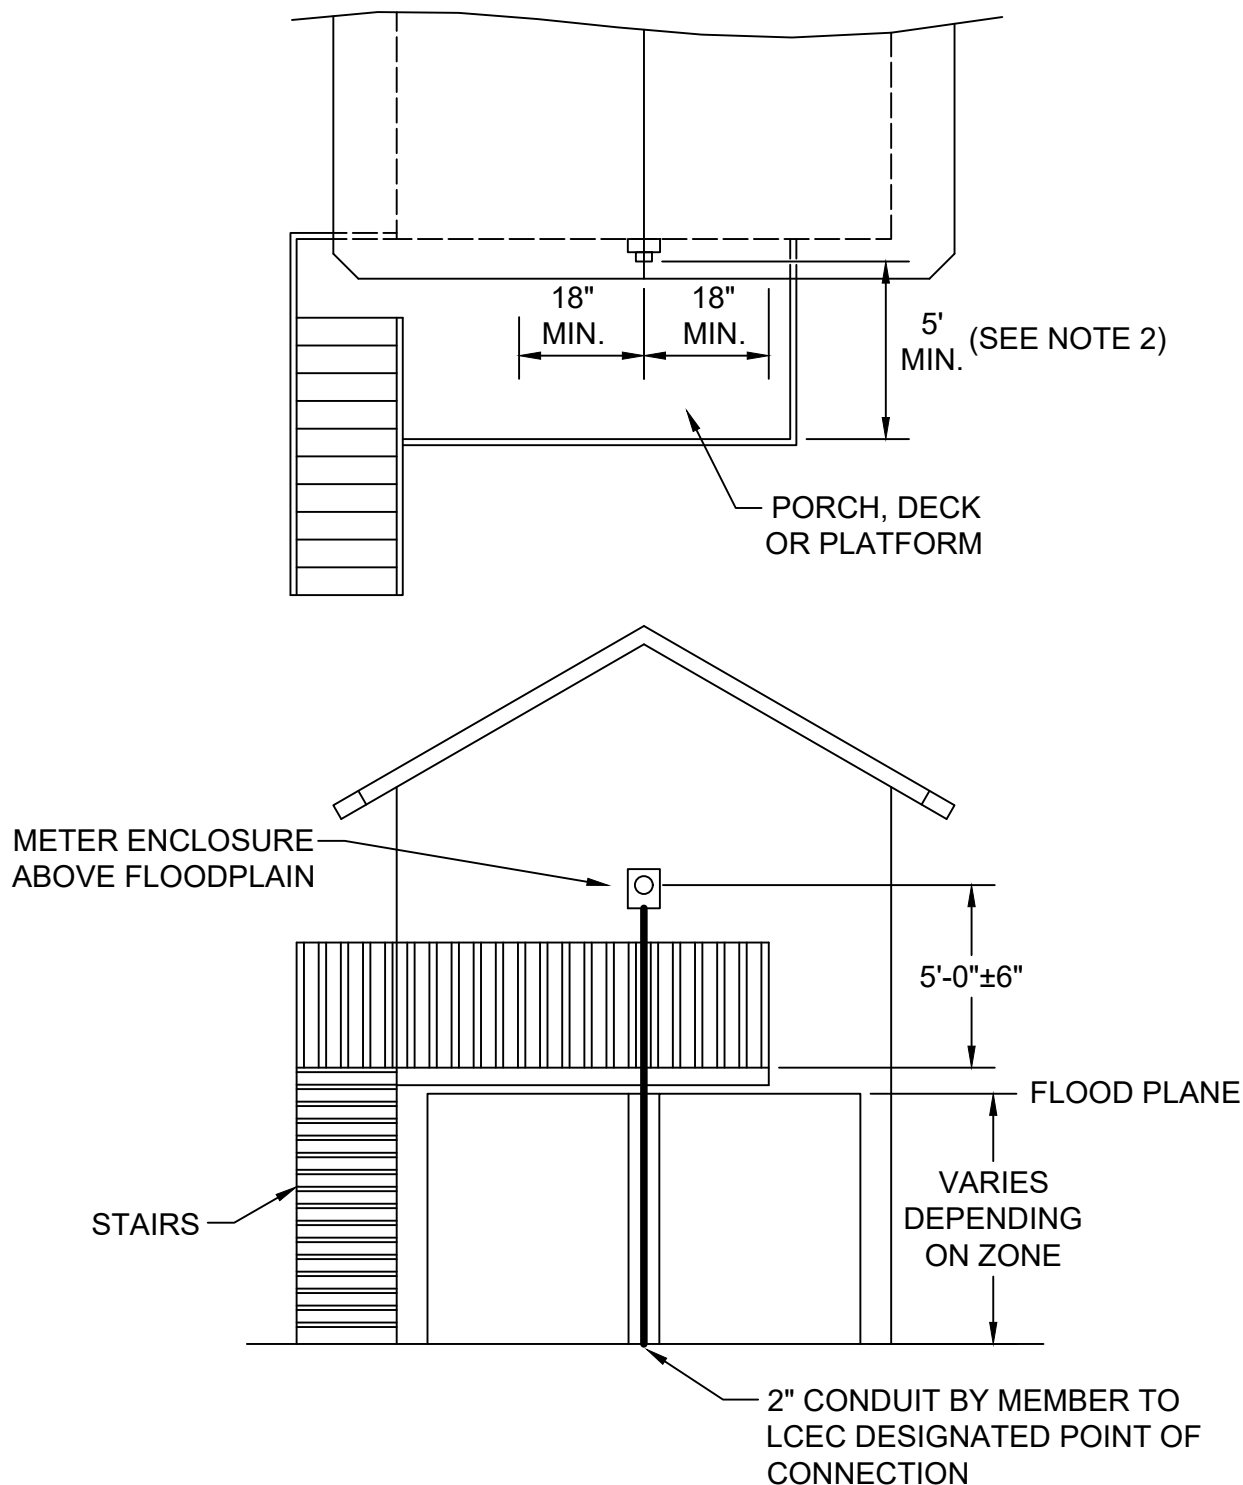 18"
MIN.
18"
MIN.
5'
MIN.
(SEE NOTE 2)
PORCH, DECK
OR PLATFORM
METER ENCLOSURE
ABOVE FLOODPLAIN
5'-0"±6"
FLOOD PLANE
VARIES
DEPENDING
ON ZONE
STAIRS
2" CONDUIT BY MEMBER TO
LCEC DESIGNATED POINT OF
CONNECTION